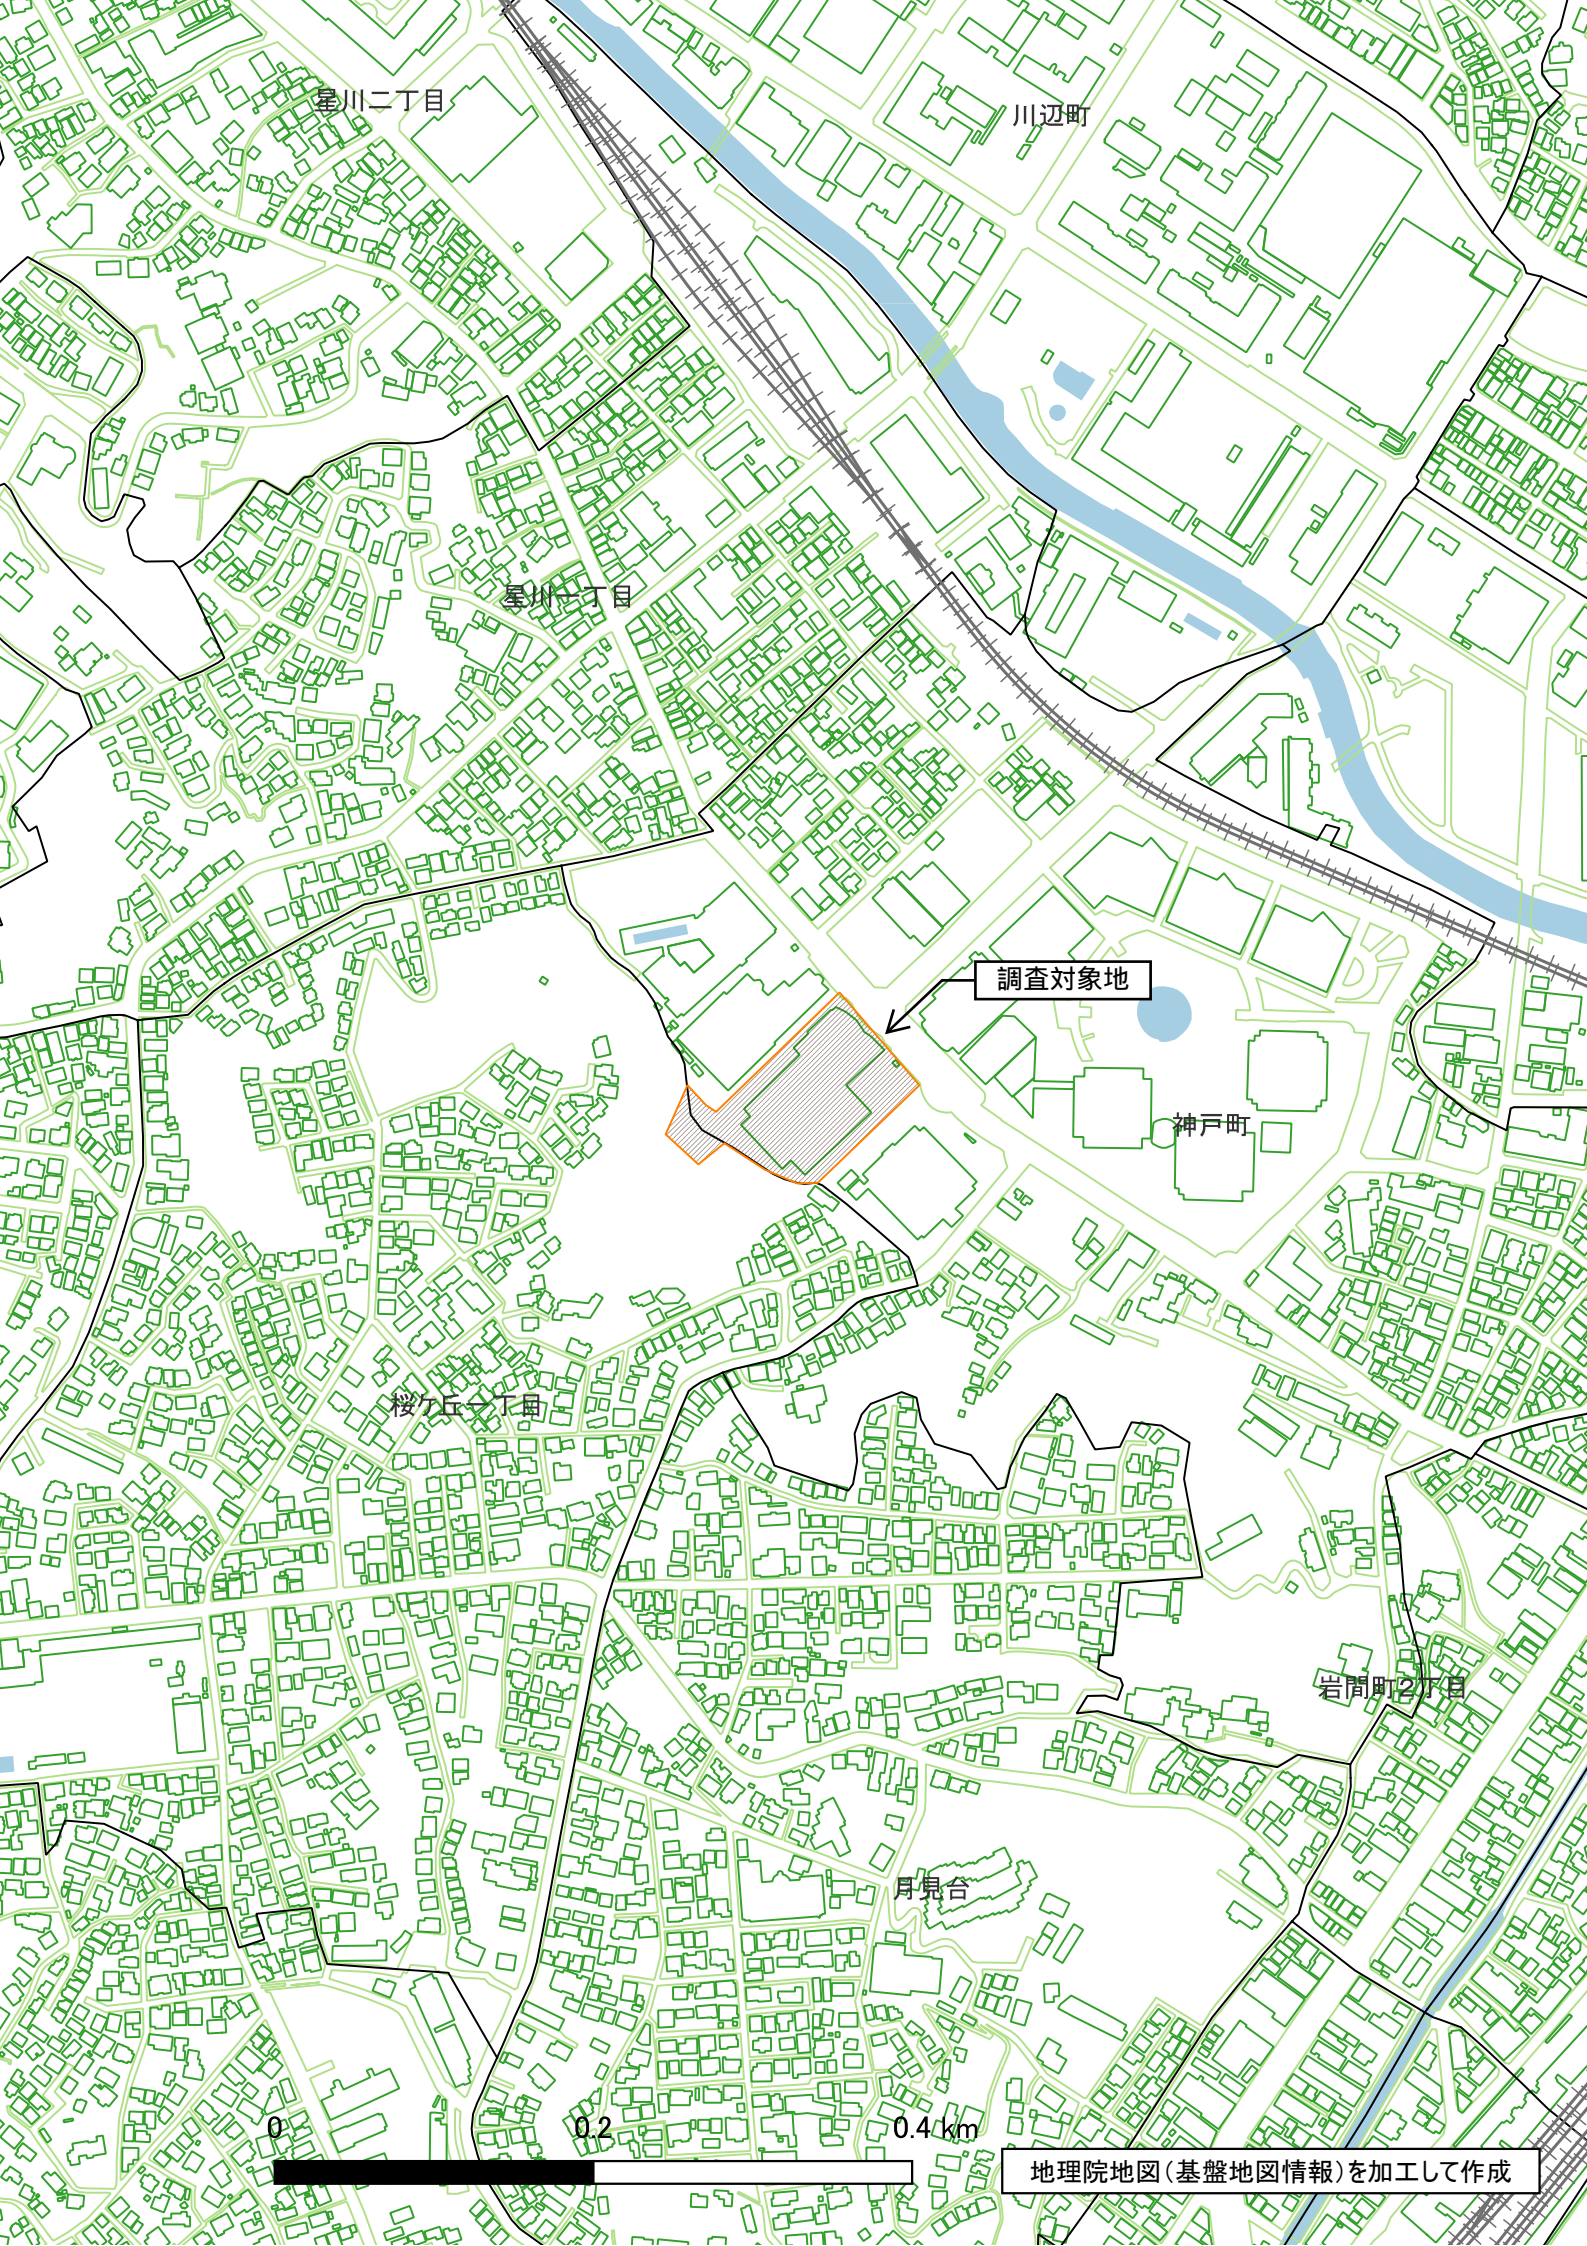 星川二丁目
川辺町
星川一丁目
調査対象地
神戸町
桜ケ丘一丁目
岩間町2丁目
月見台
0 0.2 0.4 km
地理院地図(基盤地図情報)を加工して作成